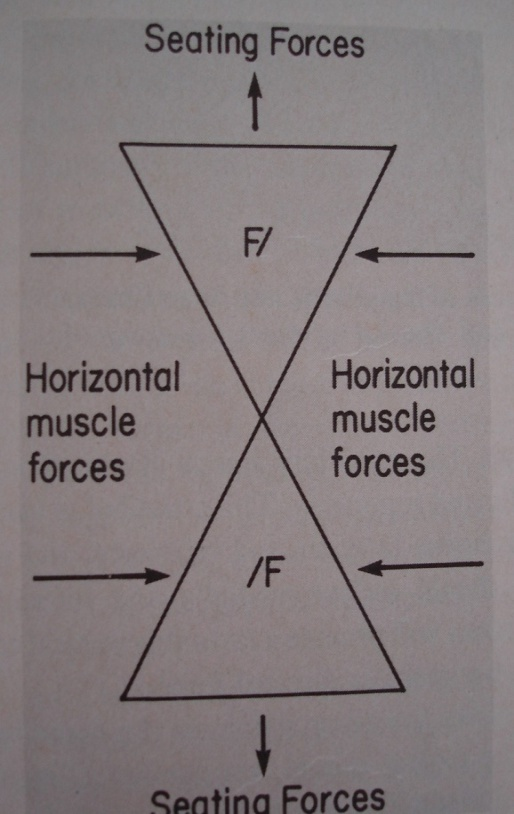 Seating Forces
F/
Horizontal
muscle
forces
Horizontal
muscle
forces
/F
Seating Forces